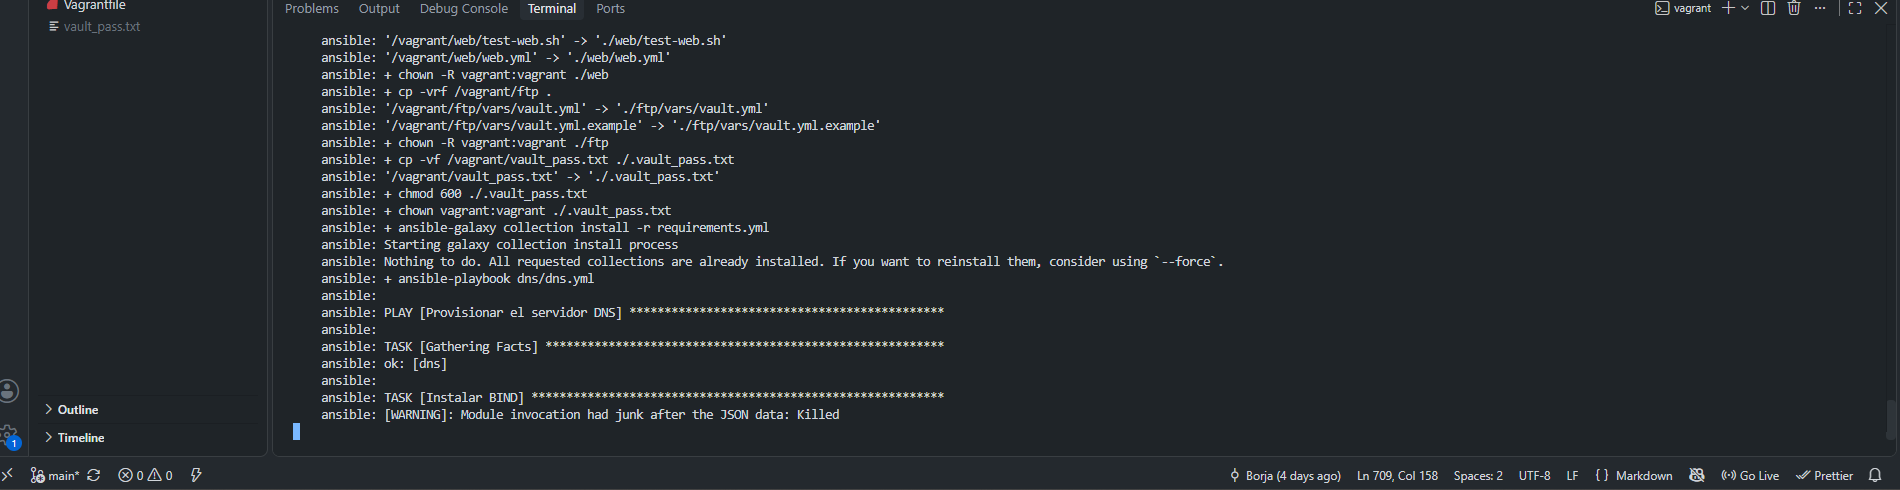 Vagrantfile
vault_pass.txt
Problems Output Debug Console Terminal Ports
vagrant
ansible: '/vagrant/web/test-web.sh' -> './web/test-web.sh'
ansible: '/vagrant/web/web.yml' -> './web/web.yml'
ansible: + chown -R vagrant:vagrant ./web
ansible: + cp -vrf /vagrant/ftp .
ansible: '/vagrant/ftp/vars/vault.yml' -> './ftp/vars/vault.yml'
ansible: '/vagrant/ftp/vars/vault.yml.example' -> './ftp/vars/vault.yml.example'
ansible: + chown -R vagrant:vagrant ./ftp
ansible: + cp -vf /vagrant/vault_pass.txt ./.vault_pass.txt
ansible: '/vagrant/vault_pass.txt' -> './.vault_pass.txt'
ansible: + chmod 600 ./.vault_pass.txt
ansible: + chown vagrant:vagrant ./.vault_pass.txt
ansible: + ansible-galaxy collection install -r requirements.yml
ansible: Starting galaxy collection install process
ansible: Nothing to do. All requested collections are already installed. If you want to reinstall them, consider using `--force`.
ansible: + ansible-playbook dns/dns.yml
ansible:
ansible: PLAY [Provisionar el servidor DNS] *********************************************
ansible:
ansible: TASK [Gathering Facts] *********************************************************
ansible: ok: [dns]
ansible:
ansible: TASK [Instalar BIND] ***********************************************************
ansible: [WARNING]: Module invocation had junk after the JSON data: Killed
Outline
Timeline
1
main* 0 0 Borja (4 days ago) Ln 709, Col 158 Spaces: 2 UTF-8 LF { } Markdown Go Live Prettier